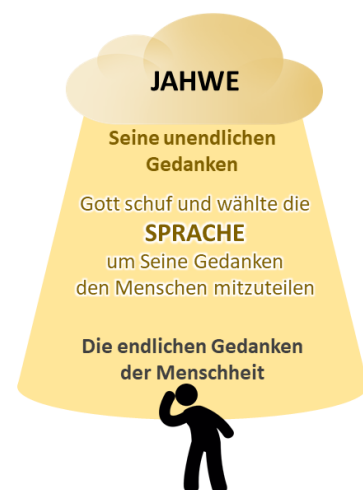 JAHWE
Seine unendlichen
Gedanken
Gott schuf und wählte die
SPRACHE
um Seine Gedanken
den Menschen mitzuteilen
Die endlichen Gedanken
der Menschheit